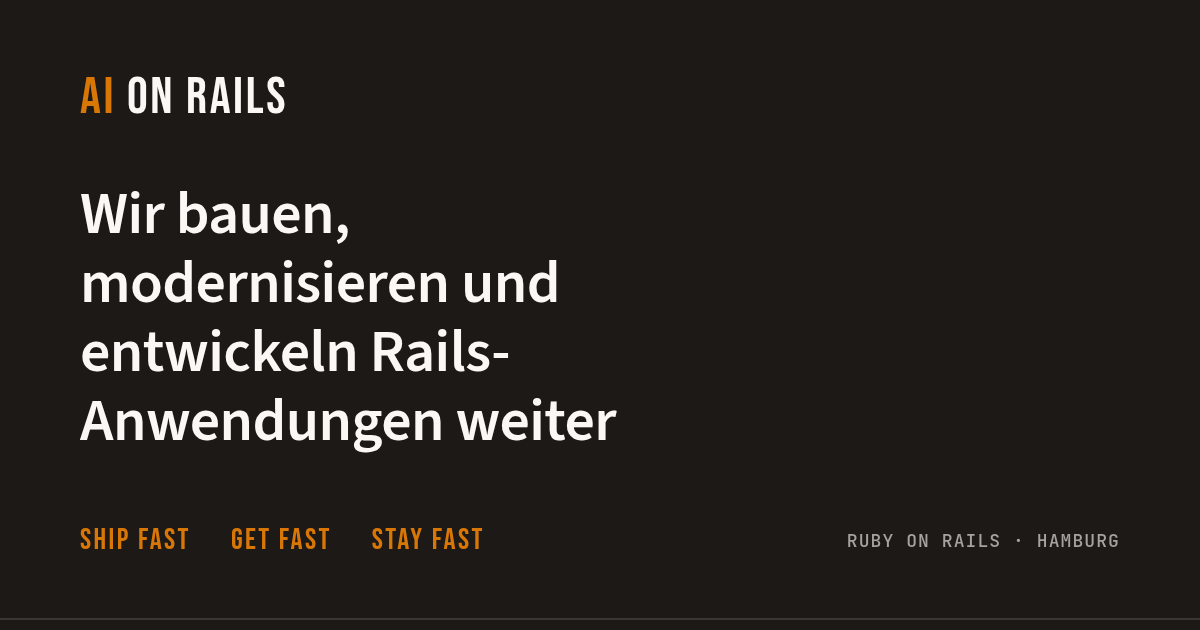 AI ON RAILS
Wir bauen,
modernisieren und
entwickeln Rails-
Anwendungen weiter
SHIP FAST GET FAST STAY FAST
RUBY ON RAILS · HAMBURG